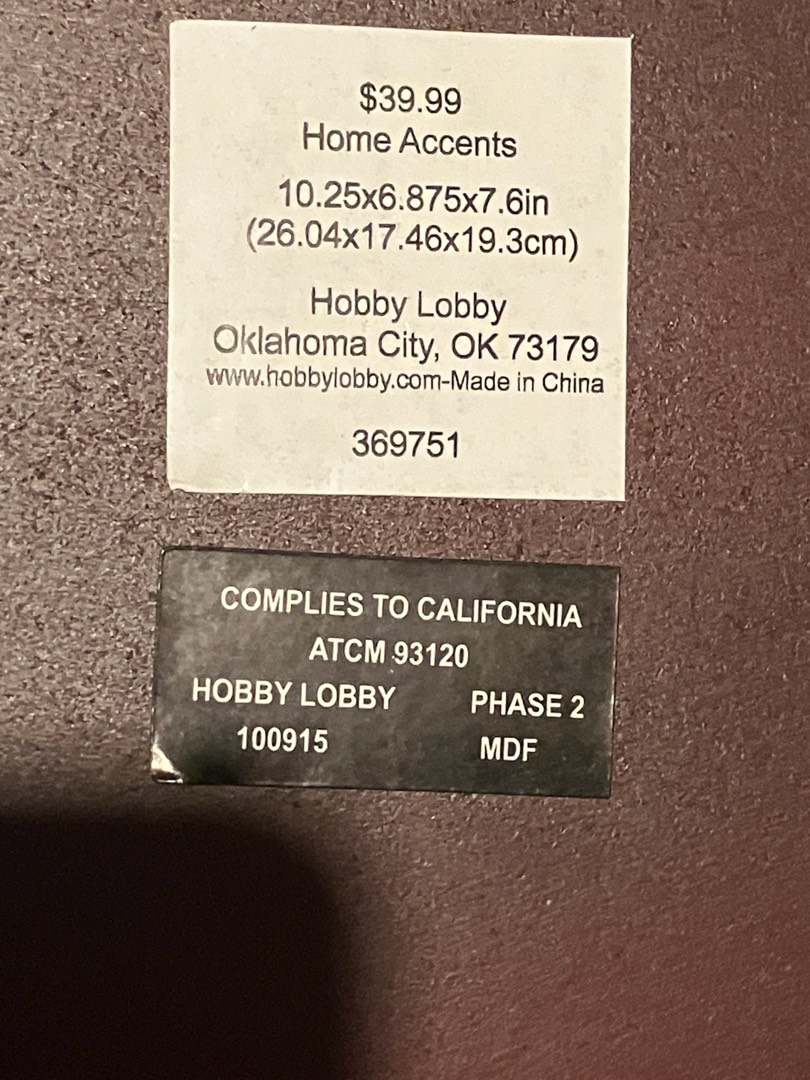 $39.99
Home Accents
10.25x6.875x7.6in
(26.04x17.46x19.3cm)
Hobby Lobby
Oklahoma City, OK 73179
www.hobbylobby.com-Made in China
369751
COMPLIES TO CALIFORNIA
ATCM 93120
HOBBY LOBBY PHASE 2
100915 MDF